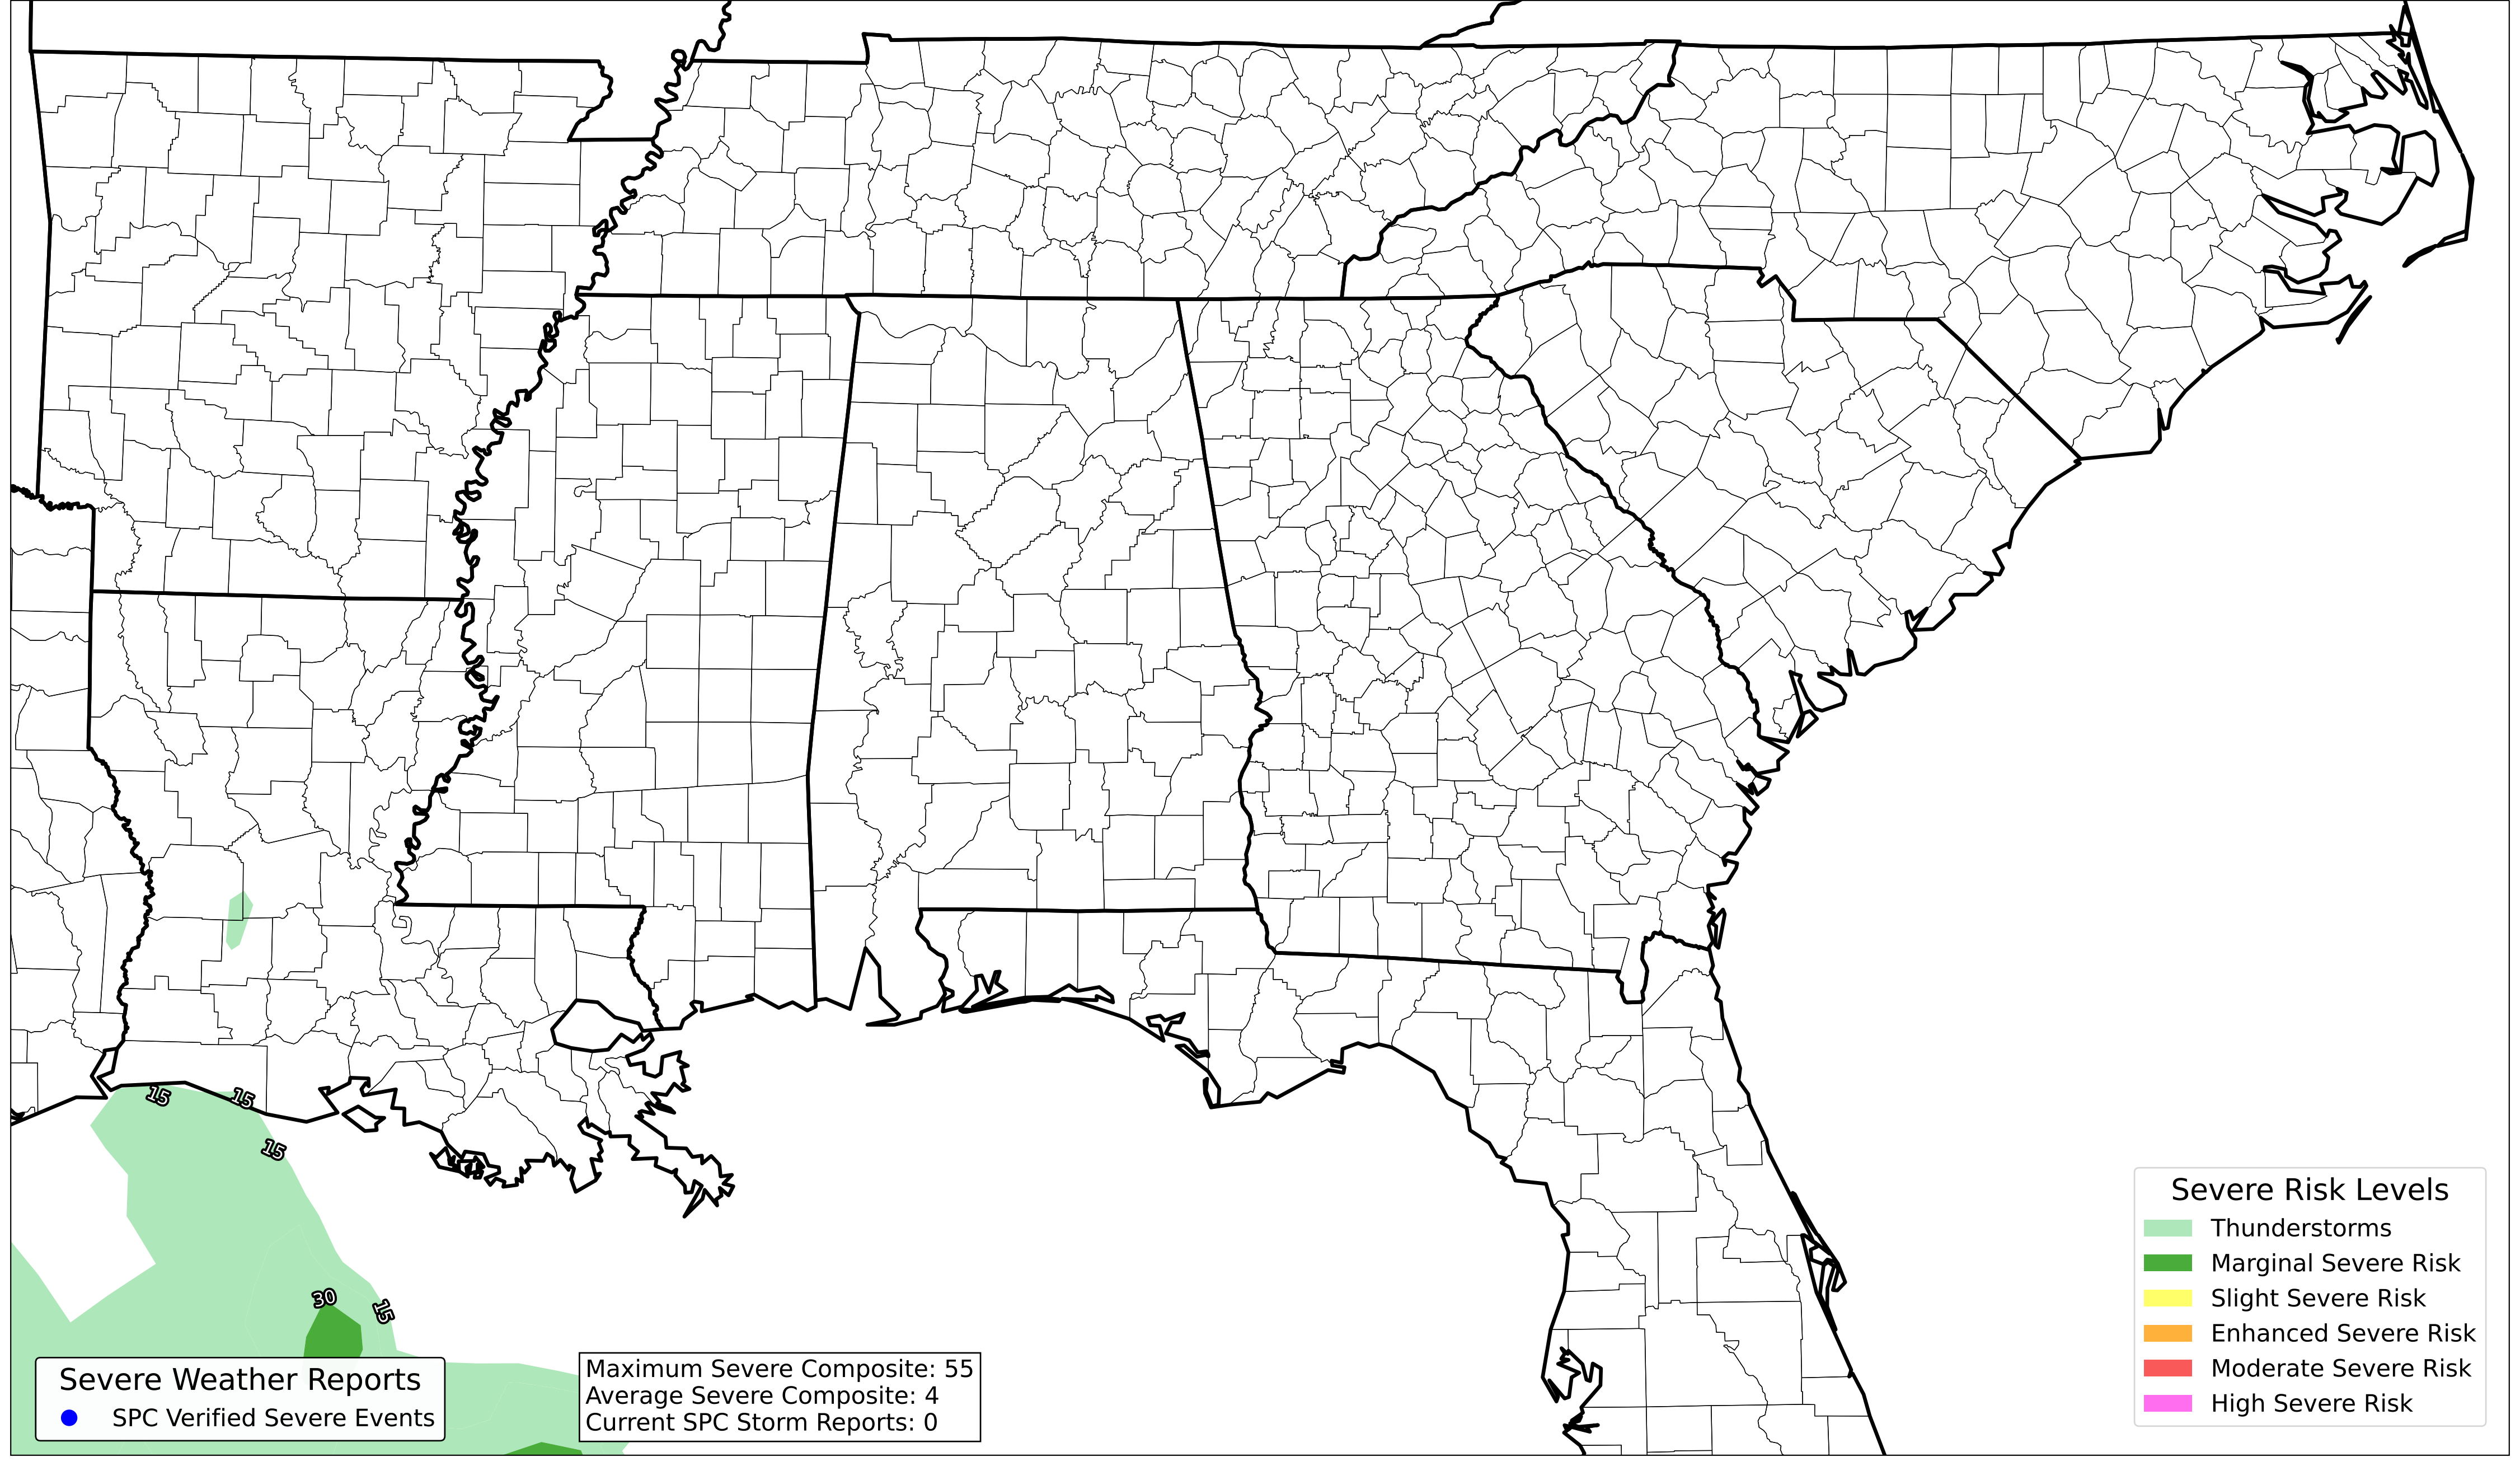 15
15
15
30
15
Severe Risk Levels
Thunderstorms
Marginal Severe Risk
Slight Severe Risk
Enhanced Severe Risk
Moderate Severe Risk
High Severe Risk
Severe Weather Reports
SPC Verified Severe Events
Maximum Severe Composite: 55
Average Severe Composite: 4
Current SPC Storm Reports: 0